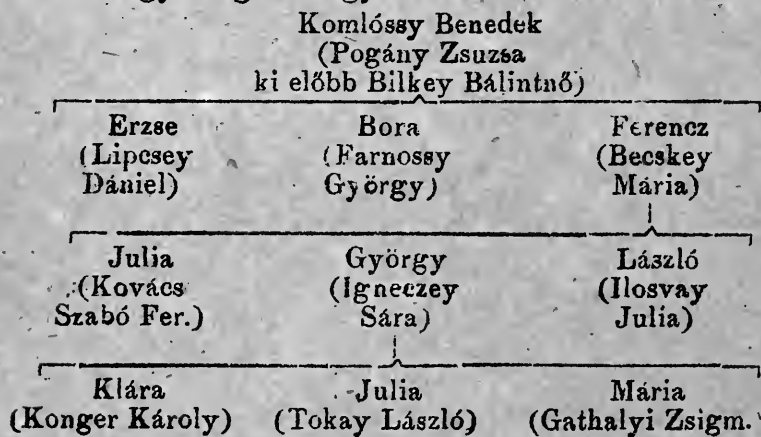 Komlóssy Benedek
(Pogány Zsuzsa
ki előbb Bilkey Bálintnő)
Erzse Bora Ferencz
(Lipcsey (Farnossy (Becskey
Dániel) György) Mária)
Julia György László
(Kovács (Igneczey (Ilosvay
Szabó Fer.) Sára) Julia)
Klára Julia Mária
(Konger Károly) (Tokay László) (Gathalyi Zsigm.